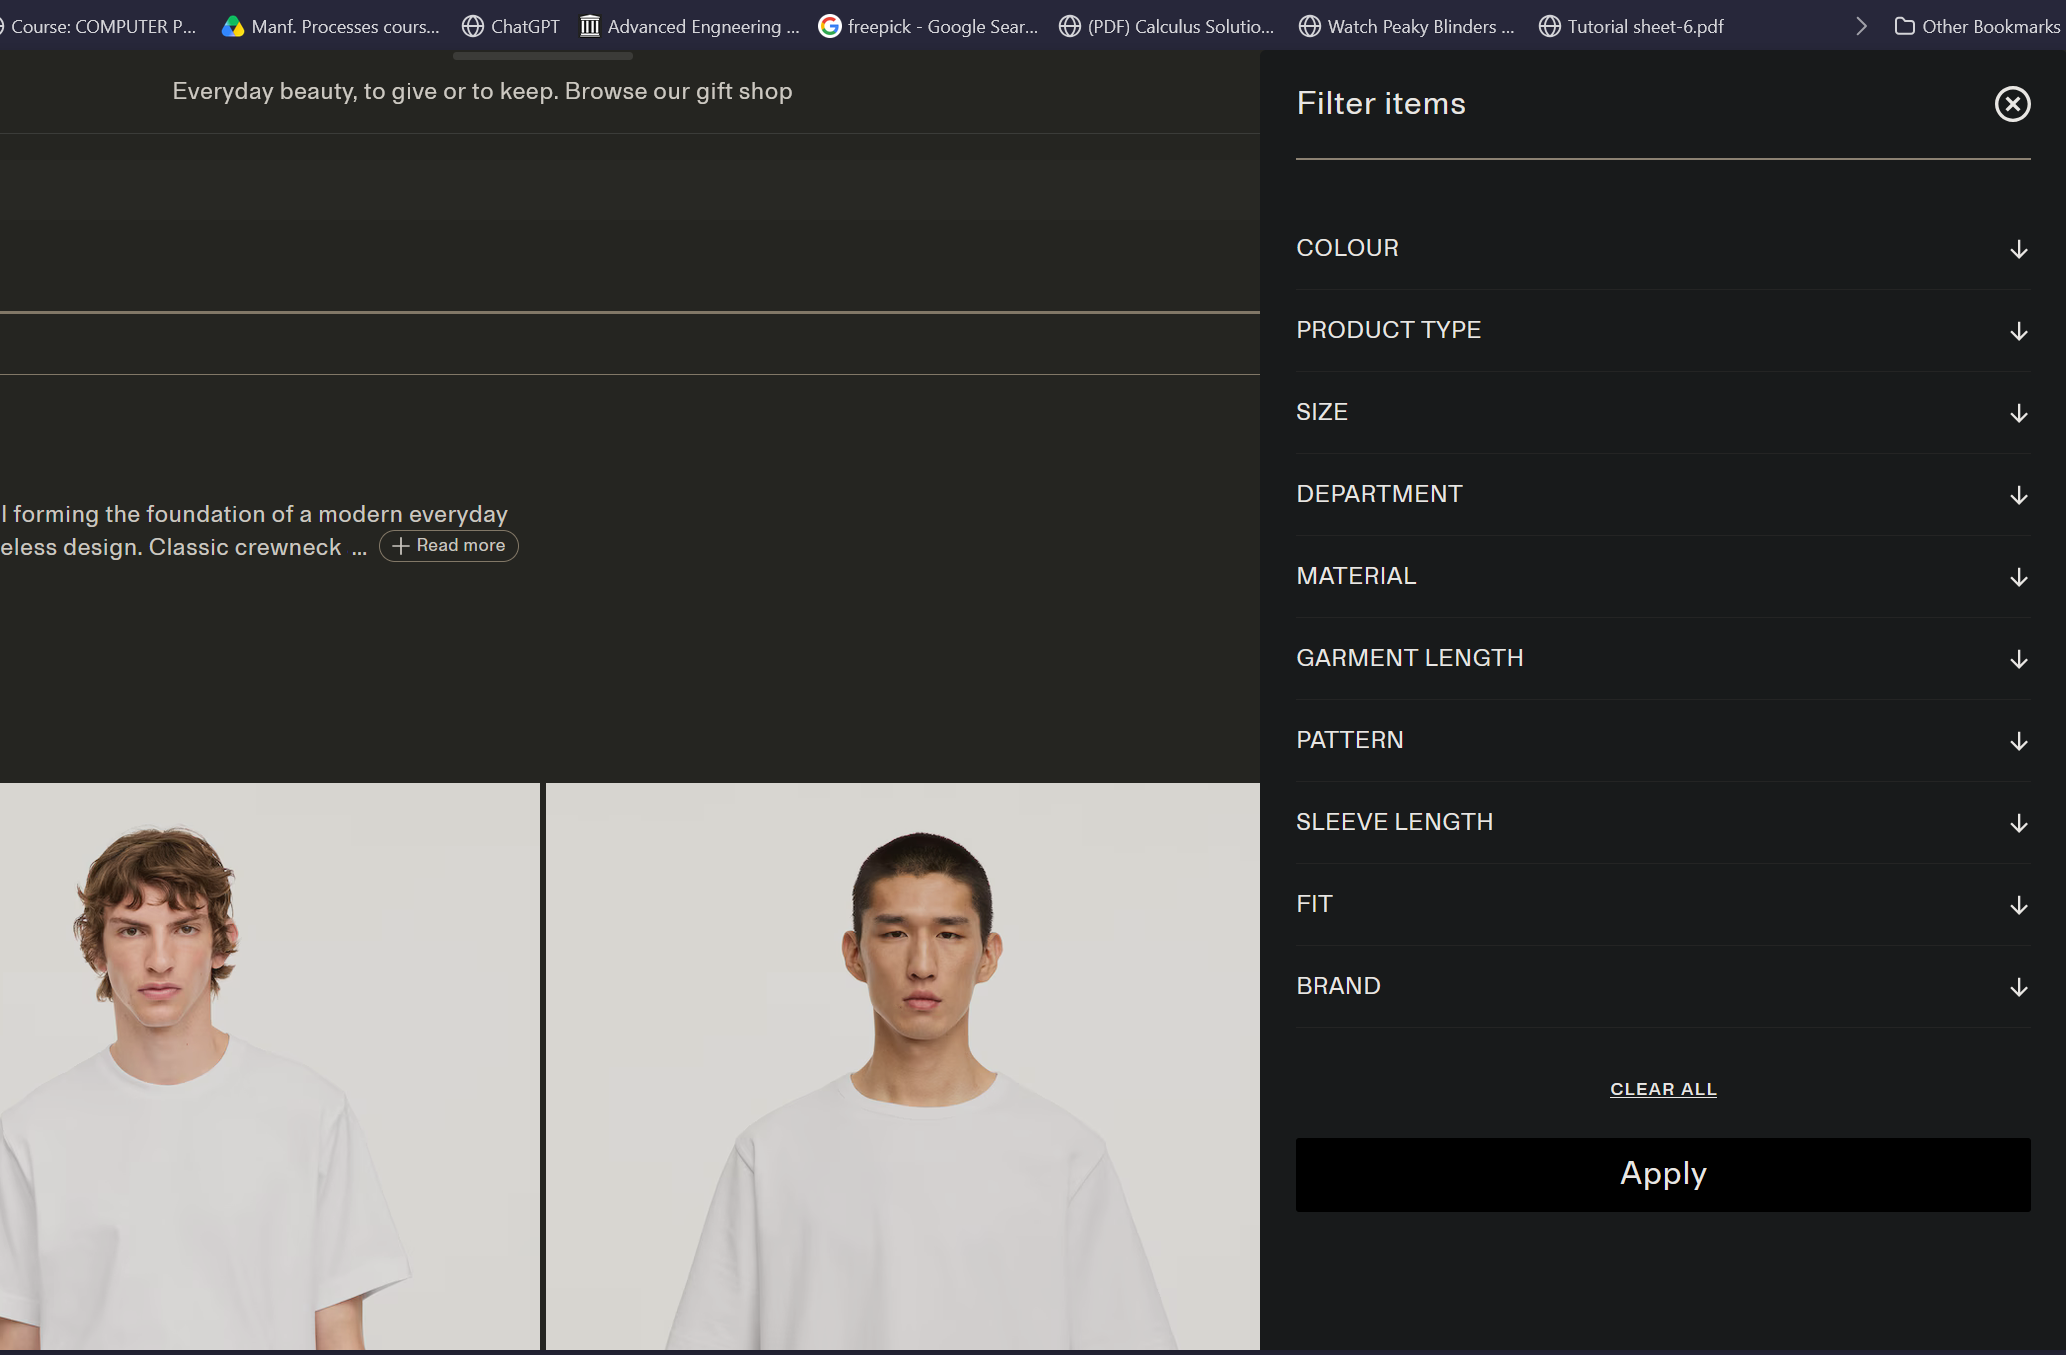 Course: COMPUTER P...
Manf. Processes cours...
ChatGPT
Advanced Engneering ...
freepick - Google Sear...
(PDF) Calculus Solutio...
Watch Peaky Blinders ...
Tutorial sheet-6.pdf
Other Bookmarks
Everyday beauty, to give or to keep. Browse our gift shop
l forming the foundation of a modern everyday
eless design. Classic crewneck ...
Read more
Filter items
COLOUR
PRODUCT TYPE
SIZE
DEPARTMENT
MATERIAL
GARMENT LENGTH
PATTERN
SLEEVE LENGTH
FIT
BRAND
CLEAR ALL
Apply